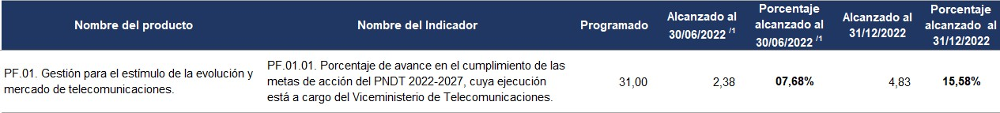 Nombre del producto
Nombre del Indicador
Programado
Alcanzado al
30/06/2022 /1
Porcentaje
alcanzado al
30/06/2022 /1
Alcanzado al
31/12/2022
Porcentaje
alcanzado al
31/12/2022
PF.01. Gestión para el estímulo de la evolución y
mercado de telecomunicaciones.
PF.01.01. Porcentaje de avance en el cumplimiento de las
metas de acción del PNDT 2022-2027, cuya ejecución
está a cargo del Viceministerio de Telecomunicaciones.
31,00
2,38
07,68%
4,83
15,58%